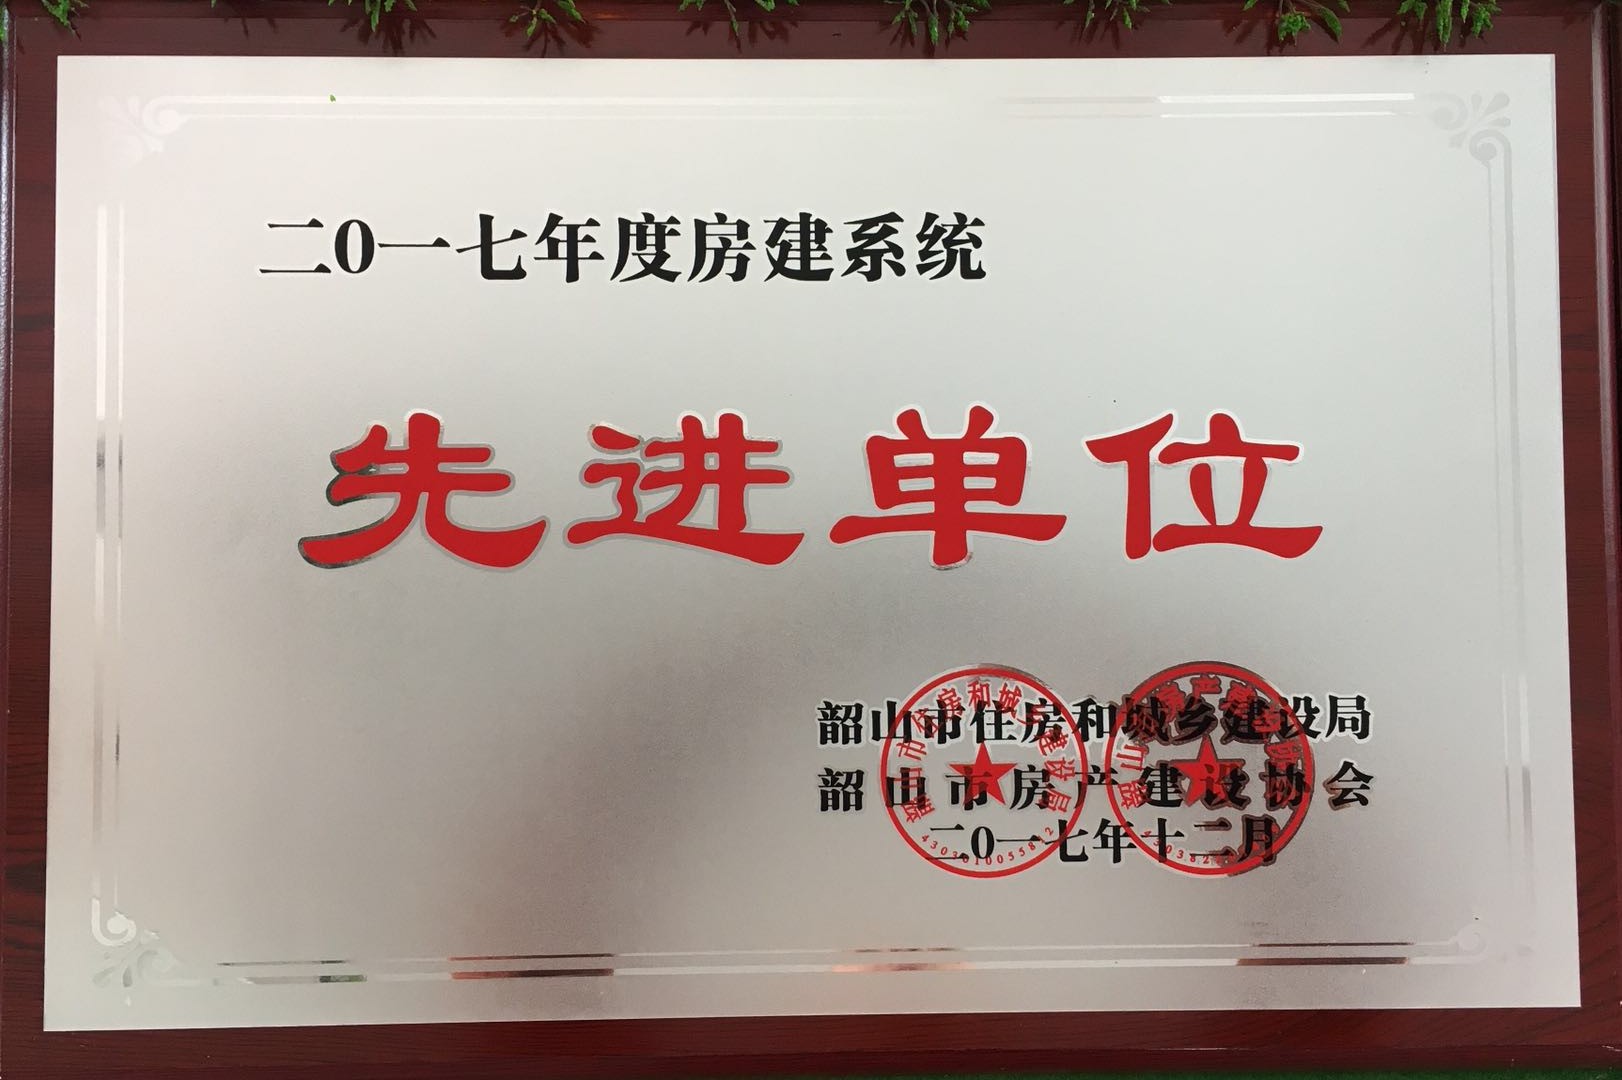 二0一七年度房建系统
先进单位
韶山市住房和城乡建设局
韶山市房产建设协会
二0一七年十二月